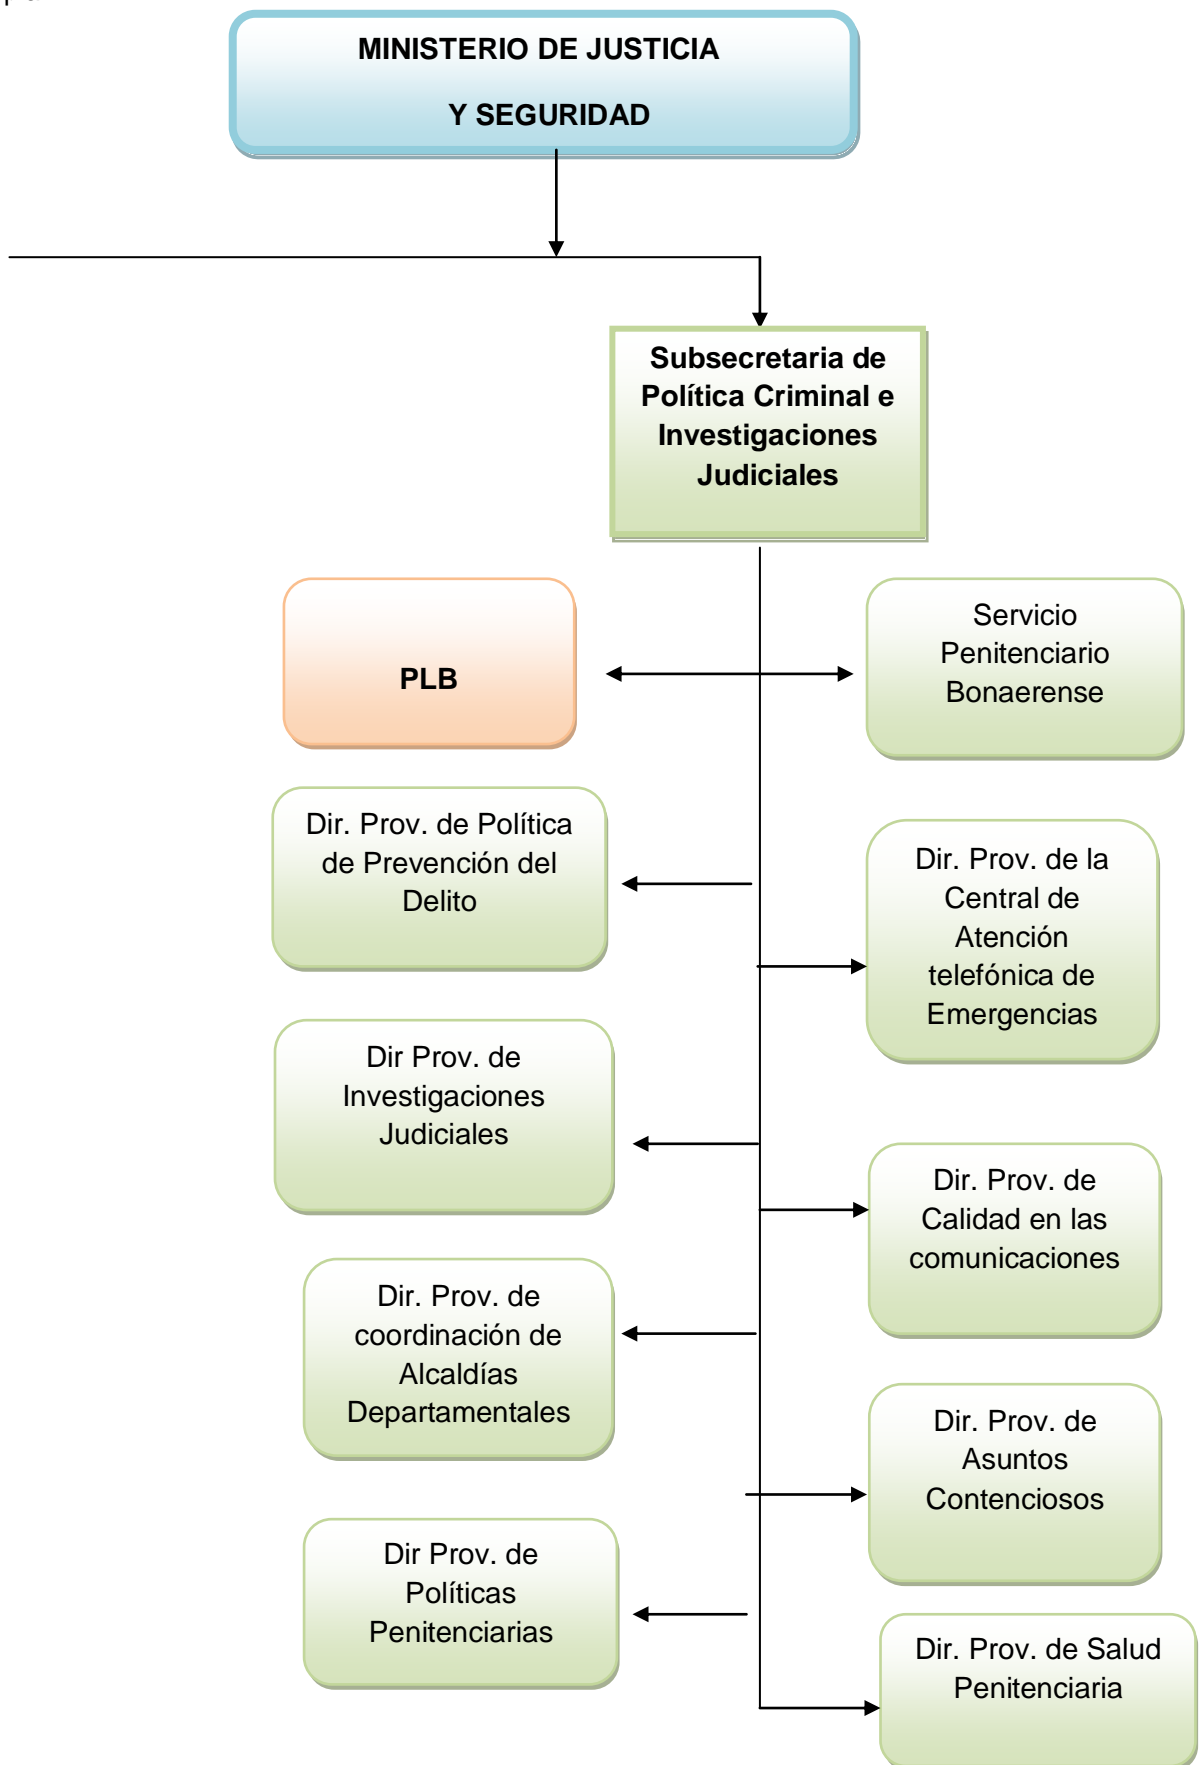 MINISTERIO DE JUSTICIA
Y SEGURIDAD
Subsecretaria de
Política Criminal e
Investigaciones
Judiciales
PLB
Servicio
Penitenciario
Bonaerense
Dir. Prov. de Política
de Prevención del
Delito
Dir. Prov. de la
Central de
Atención
telefónica de
Emergencias
Dir Prov. de
Investigaciones
Judiciales
Dir. Prov. de
Calidad en las
comunicaciones
Dir. Prov. de
coordinación de
Alcaldías
Departamentales
Dir. Prov. de
Asuntos
Contenciosos
Dir Prov. de
Políticas
Penitenciarias
Dir. Prov. de Salud
Penitenciaria